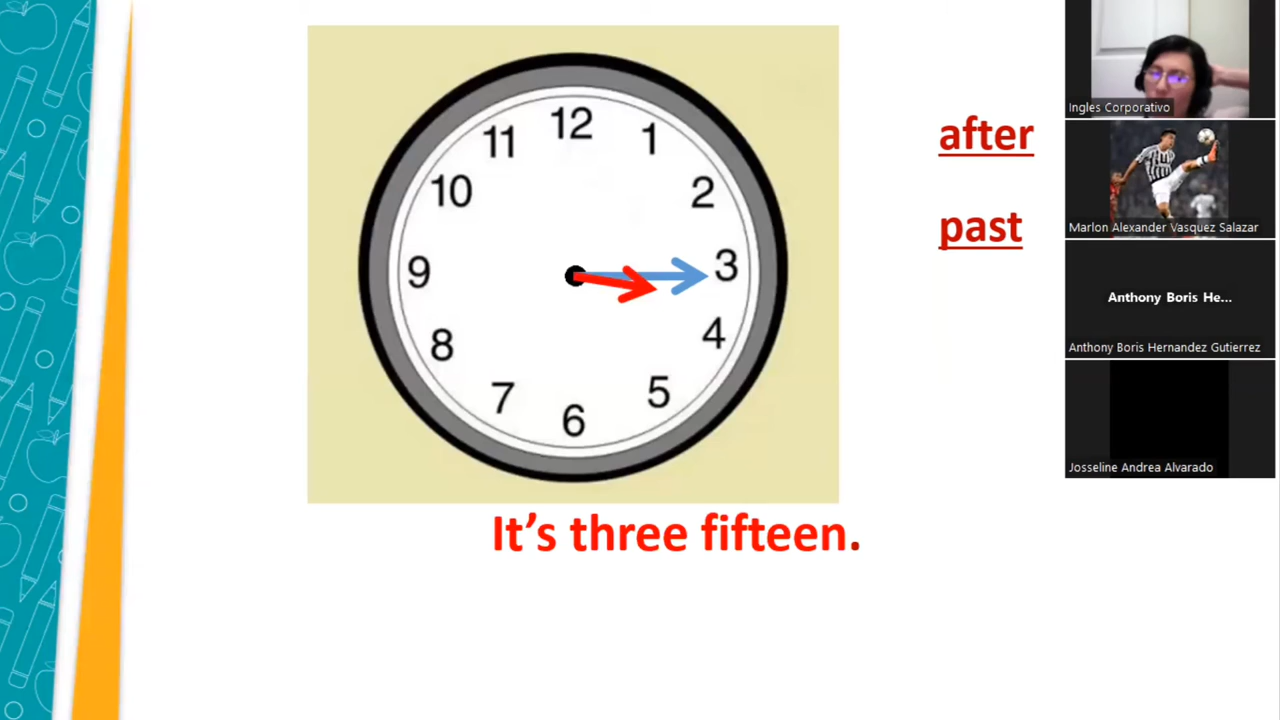 12
11
1
10
2
9
3
8
4
7
5
6
It’s three fifteen.
after
past
Ingles Corporativo
Marlon Alexander Vasquez Salazar
Anthony Boris He...
Anthony Boris Hernandez Gutierrez
Josseline Andrea Alvarado